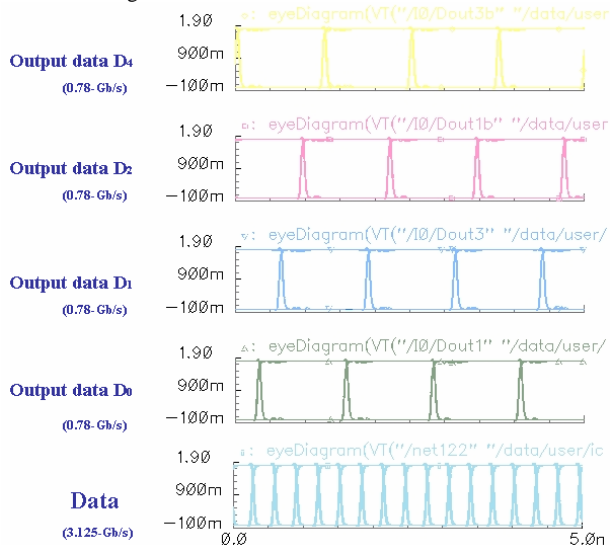 1.90 : eyeDiagram(VT("/I0/Dout3b" "/data/user
Output data D4 900m
(0.78-Gb/s) -100m
1.90 : eyeDiagram(VT("/I0/Dout1b" "/data/user
Output data D2 900m
(0.78-Gb/s) -100m
1.90 : eyeDiagram(VT("/I0/Dout3" "/data/user/
Output data D1 900m
(0.78-Gb/s) -100m
1.90 : eyeDiagram(VT("/I0/Dout1" "/data/user/
Output data D0 900m
(0.78-Gb/s) -100m
1.90 : eyeDiagram(VT("/net122" "/data/user/ic
Data 900m
(3.125-Gb/s) -100m
0.0 5.0n